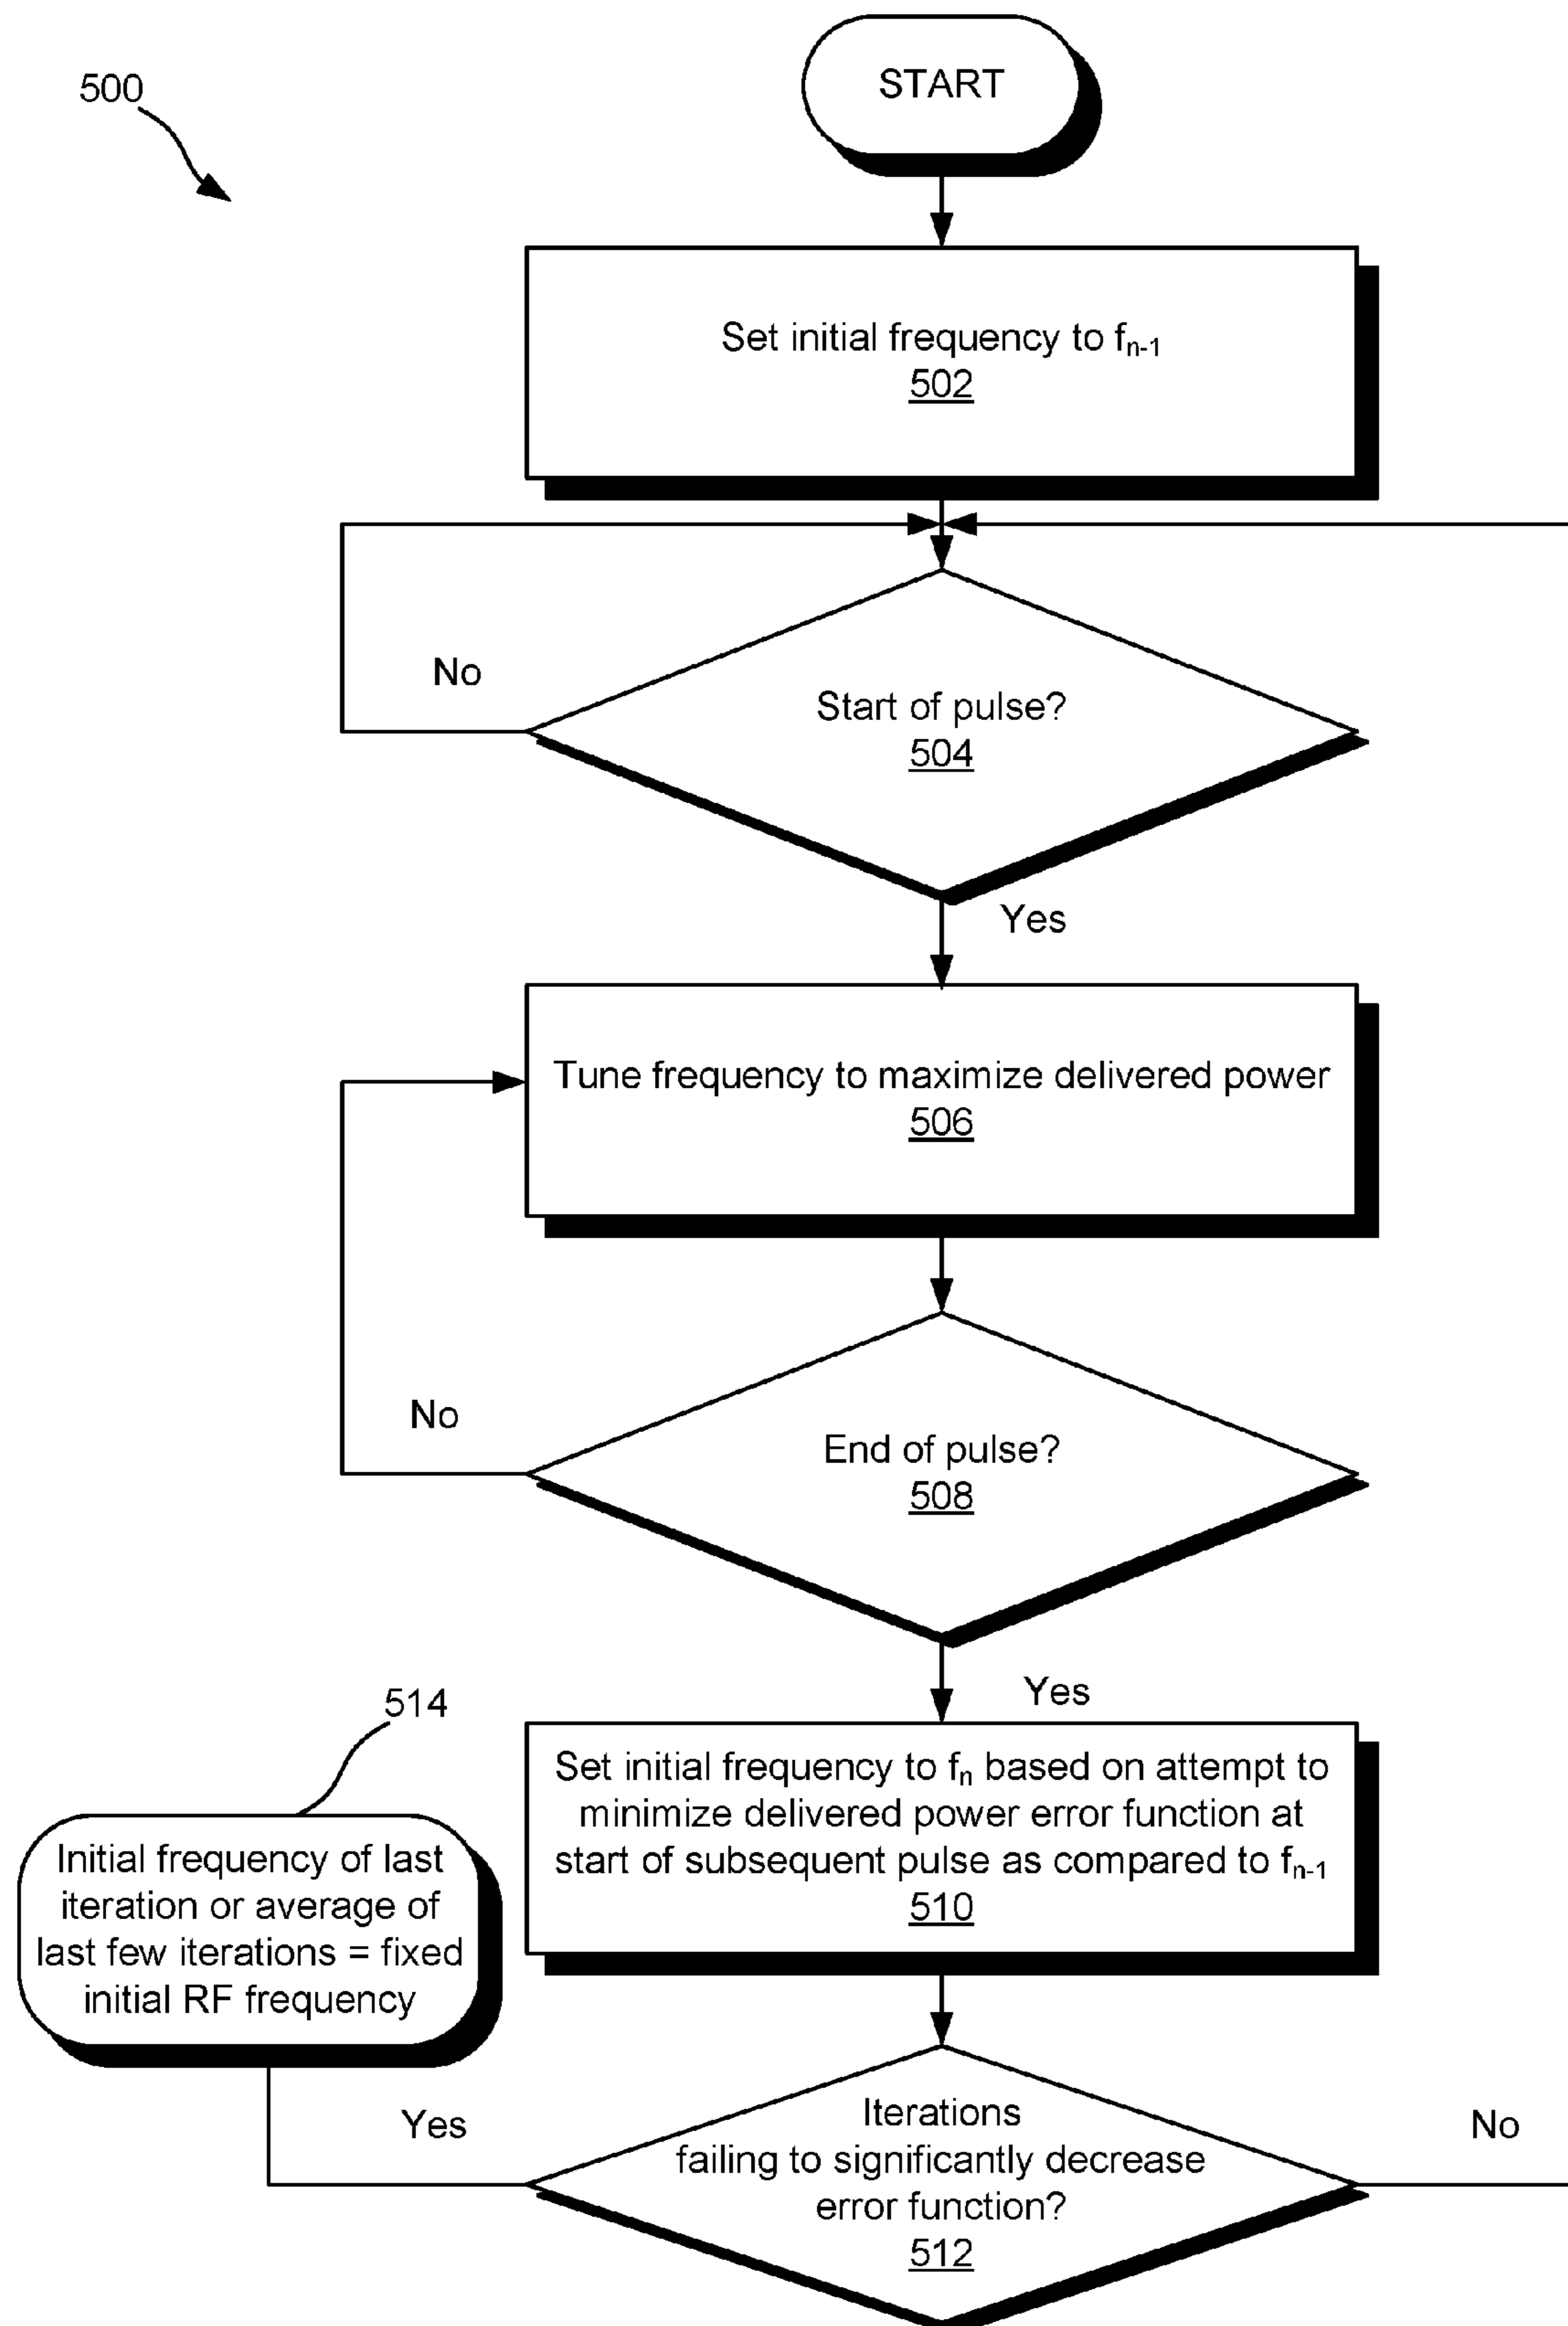 START
500
Set initial frequency to fn-1
502
No
Start of pulse?
504
Yes
Tune frequency to maximize delivered power
506
No
End of pulse?
508
Yes
514
Set initial frequency to fn based on attempt to
minimize delivered power error function at
start of subsequent pulse as compared to fn-1
510
Initial frequency of last
iteration or average of
last few iterations = fixed
initial RF frequency
Yes
Iterations
failing to significantly decrease
error function?
512
No